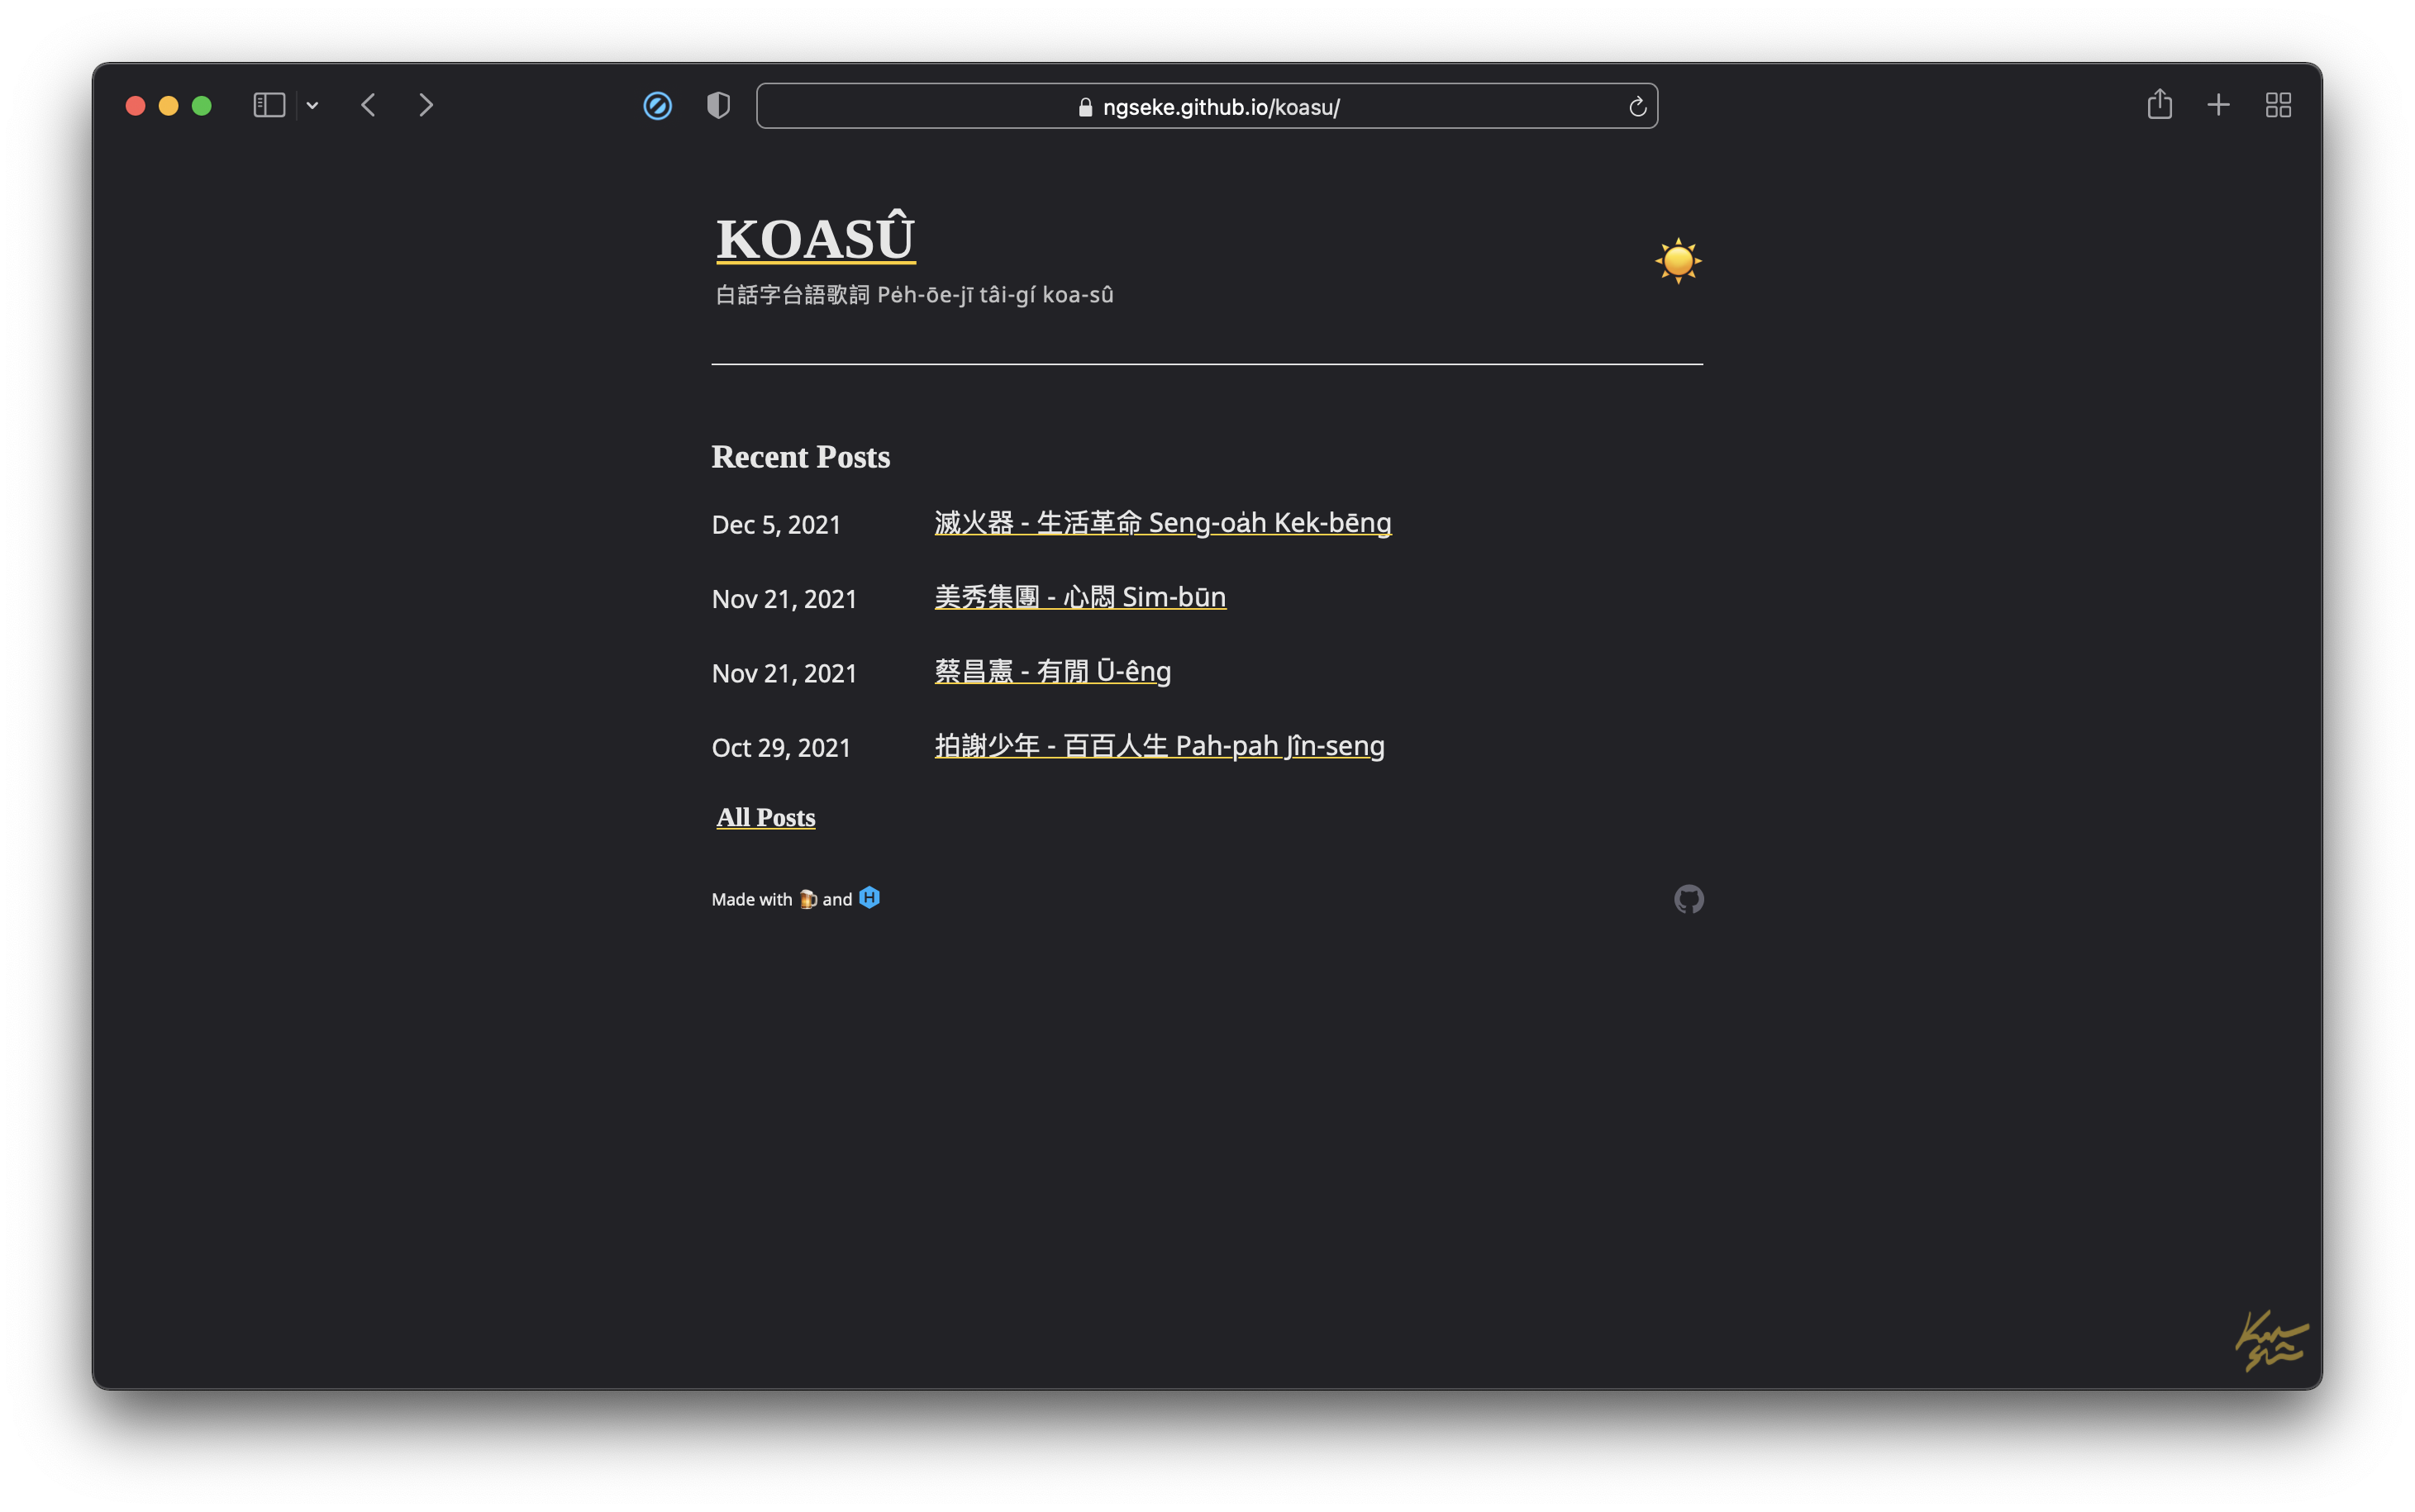 ngseke.github.io/koasu/
KOASÛ
白話字台語歌詞 Pe̍h-ōe-jī tâi-gí koa-sû
Recent Posts
Dec 5, 2021 滅火器 - 生活革命 Seng-oa̍h Kek-bēng
Nov 21, 2021 美秀集團 - 心悶 Sim-būn
Nov 21, 2021 蔡昌憲 - 有閒 Ū-êng
Oct 29, 2021 拍謝少年 - 百百人生 Pah-pah Jîn-seng
All Posts
Made with 🍺 and H
Koa
sû